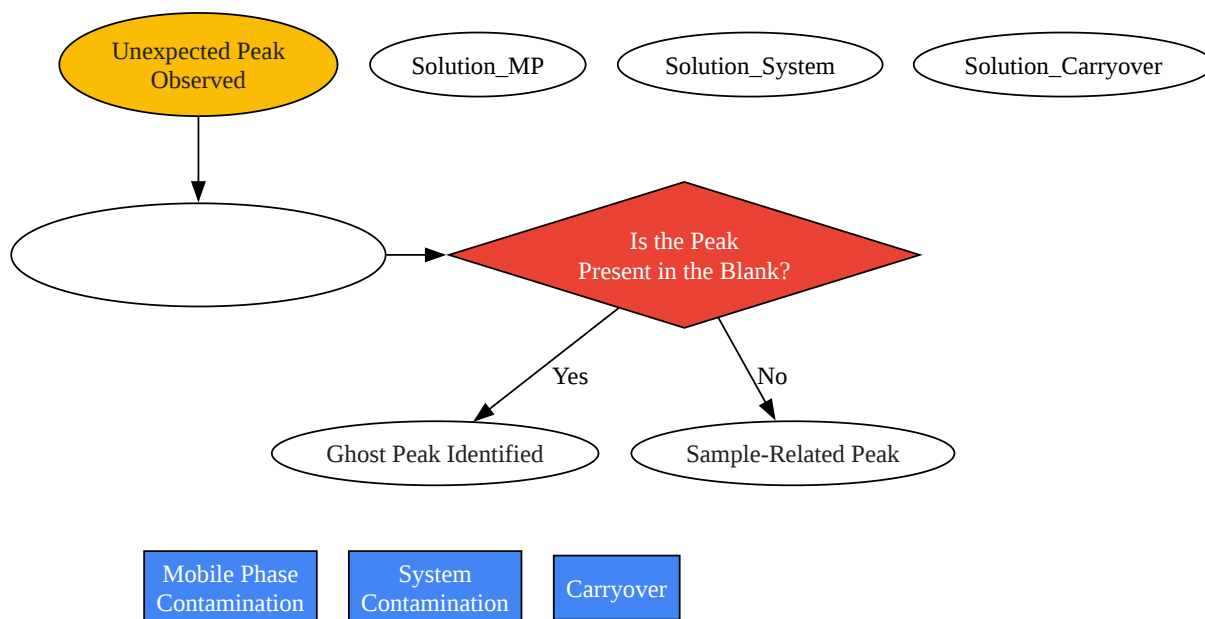 Unexpected Peak
Observed
Solution_MP
Solution_System
Solution_Carryover
Is the Peak
Present in the Blank?
Yes
No
Ghost Peak Identified
Sample-Related Peak
Mobile Phase
Contamination
System
Contamination
Carryover